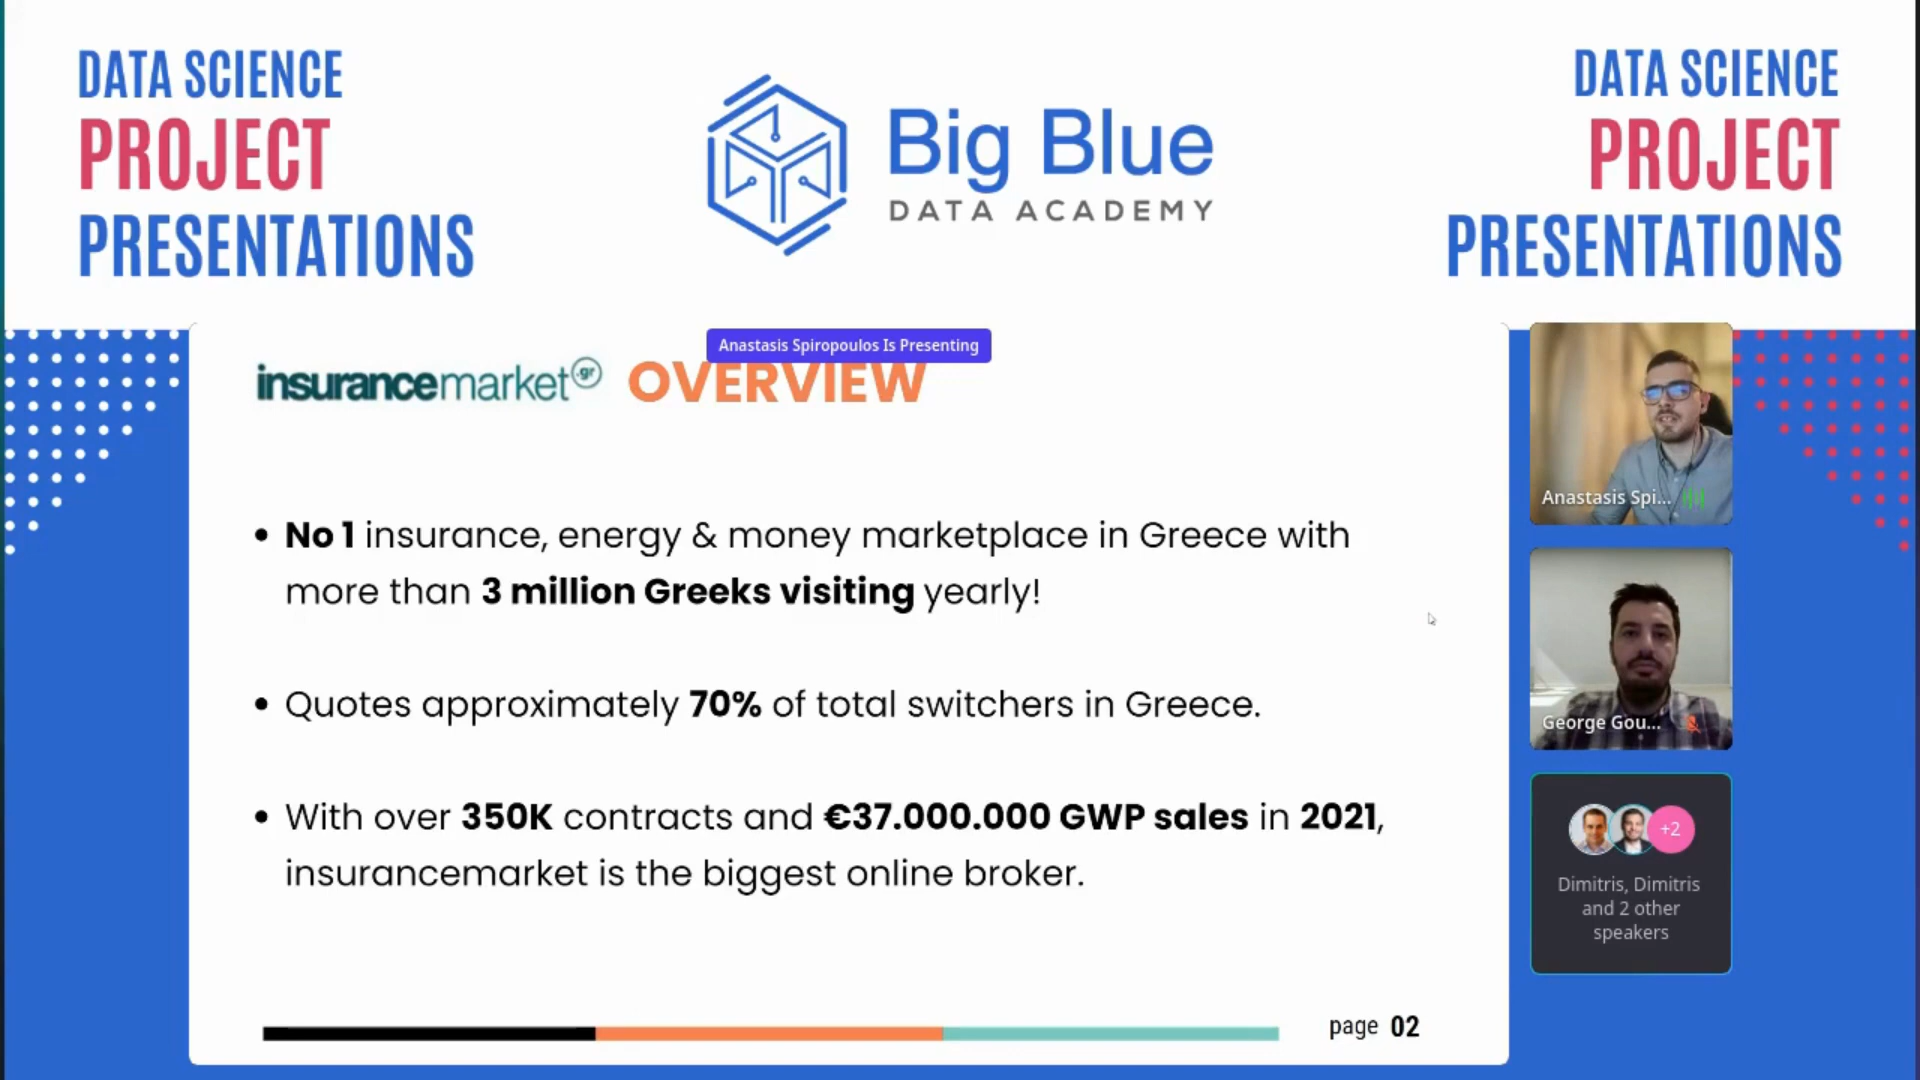 DATA SCIENCE
PROJECT
PRESENTATIONS
Big Blue
DATA ACADEMY
DATA SCIENCE
PROJECT
PRESENTATIONS
Anastasis Spiropoulos Is Presenting
insurancemarket.gr OVERVIEW
• No 1 insurance, energy & money marketplace in Greece with
more than 3 million Greeks visiting yearly!
• Quotes approximately 70% of total switchers in Greece.
• With over 350K contracts and €37.000.000 GWP sales in 2021,
insurancemarket is the biggest online broker.
page 02
Anastasis Spi...
George Gou...
+2
Dimitris, Dimitris
and 2 other
speakers